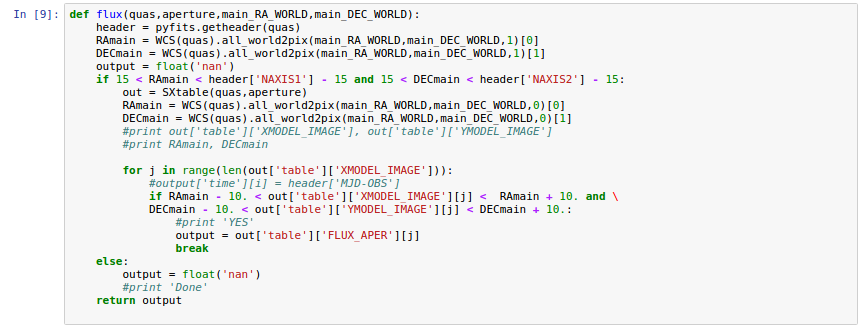 In [9]: def flux(quas,aperture,main_RA_WORLD,main_DEC_WORLD):
    header = pyfits.getheader(quas)
    RAmain = WCS(quas).all_world2pix(main_RA_WORLD,main_DEC_WORLD,1)[0]
    DECmain = WCS(quas).all_world2pix(main_RA_WORLD,main_DEC_WORLD,1)[1]
    output = float('nan')
    if 15 < RAmain < header['NAXIS1'] - 15 and 15 < DECmain < header['NAXIS2'] - 15:
        out = SXtable(quas,aperture)
        RAmain = WCS(quas).all_world2pix(main_RA_WORLD,main_DEC_WORLD,0)[0]
        DECmain = WCS(quas).all_world2pix(main_RA_WORLD,main_DEC_WORLD,0)[1]
        #print out['table']['XMODEL_IMAGE'], out['table']['YMODEL_IMAGE']
        #print RAmain, DECmain

        for j in range(len(out['table']['XMODEL_IMAGE'])):
            #output['time'][i] = header['MJD-OBS']
            if RAmain - 10. < out['table']['XMODEL_IMAGE'][j] <  RAmain + 10. and \
            DECmain - 10. < out['table']['YMODEL_IMAGE'][j] < DECmain + 10.:
                #print 'YES'
                output = out['table']['FLUX_APER'][j]
                break
    else:
        output = float('nan')
        #print 'Done'
    return output